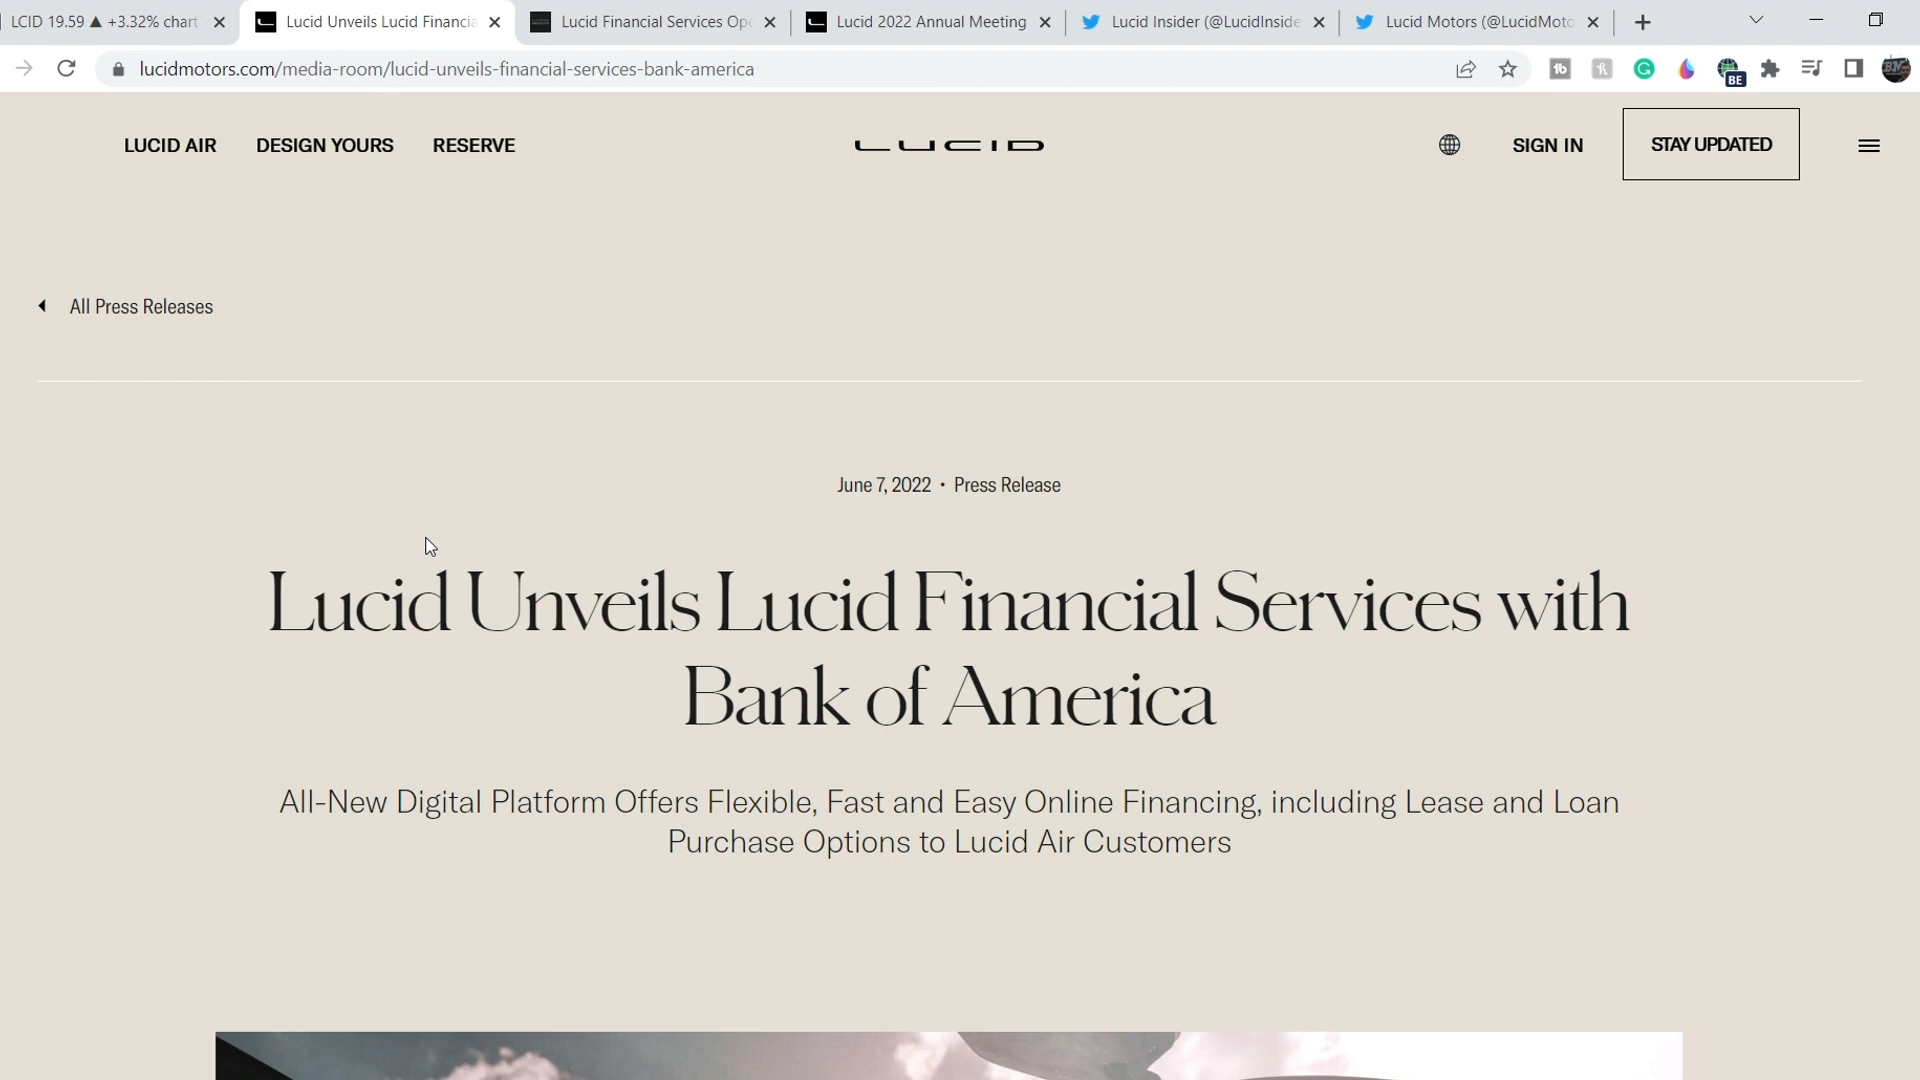 LCID 19.59 ▲ +3.32% chart
Lucid Unveils Lucid Financia
Lucid Financial Services Ope
Lucid 2022 Annual Meeting
Lucid Insider (@LucidInside
Lucid Motors (@LucidMoto
lucidmotors.com/media-room/lucid-unveils-financial-services-bank-america
BE
LUCID AIR
DESIGN YOURS
RESERVE
LUCID
SIGN IN
STAY UPDATED
All Press Releases
June 7, 2022 • Press Release
Lucid Unveils Lucid Financial Services with
Bank of America
All-New Digital Platform Offers Flexible, Fast and Easy Online Financing, including Lease and Loan
Purchase Options to Lucid Air Customers